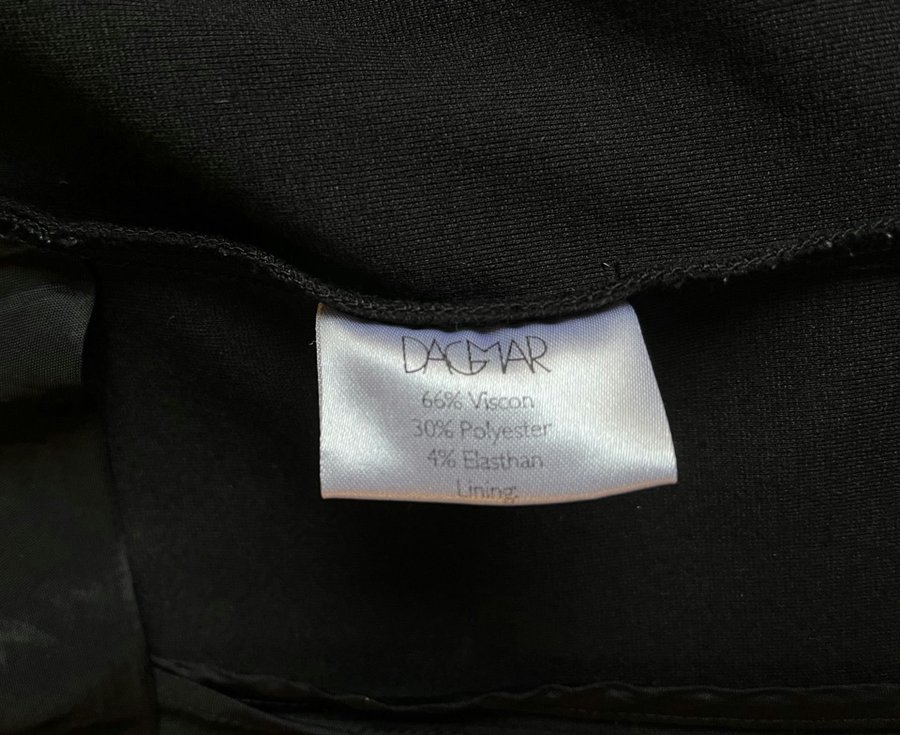 DAGMAR
66% Viscon
30% Polyester
4% Elasthan
Lining: